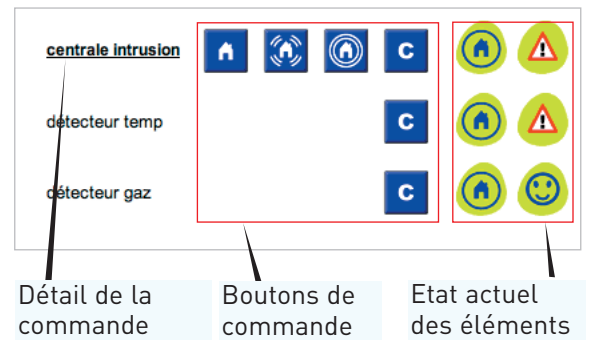 centrale intrusion
C
détecteur temp
C
détecteur gaz
C
Détail de la
commande
Boutons de
commande
Etat actuel
des éléments